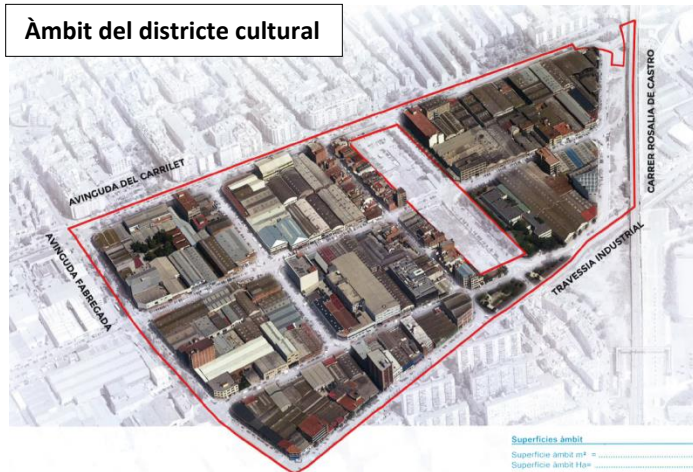 Àmbit del districte cultural
AVINGUDA DEL CARRILET
CARRER ROSALIA DE CASTRO
AVINGUDA FABREGADA
TRAVESSIA INDUSTRIAL
Superfícies àmbit
Superfície àmbit m² = ........................
Superfície àmbit Ha= ........................